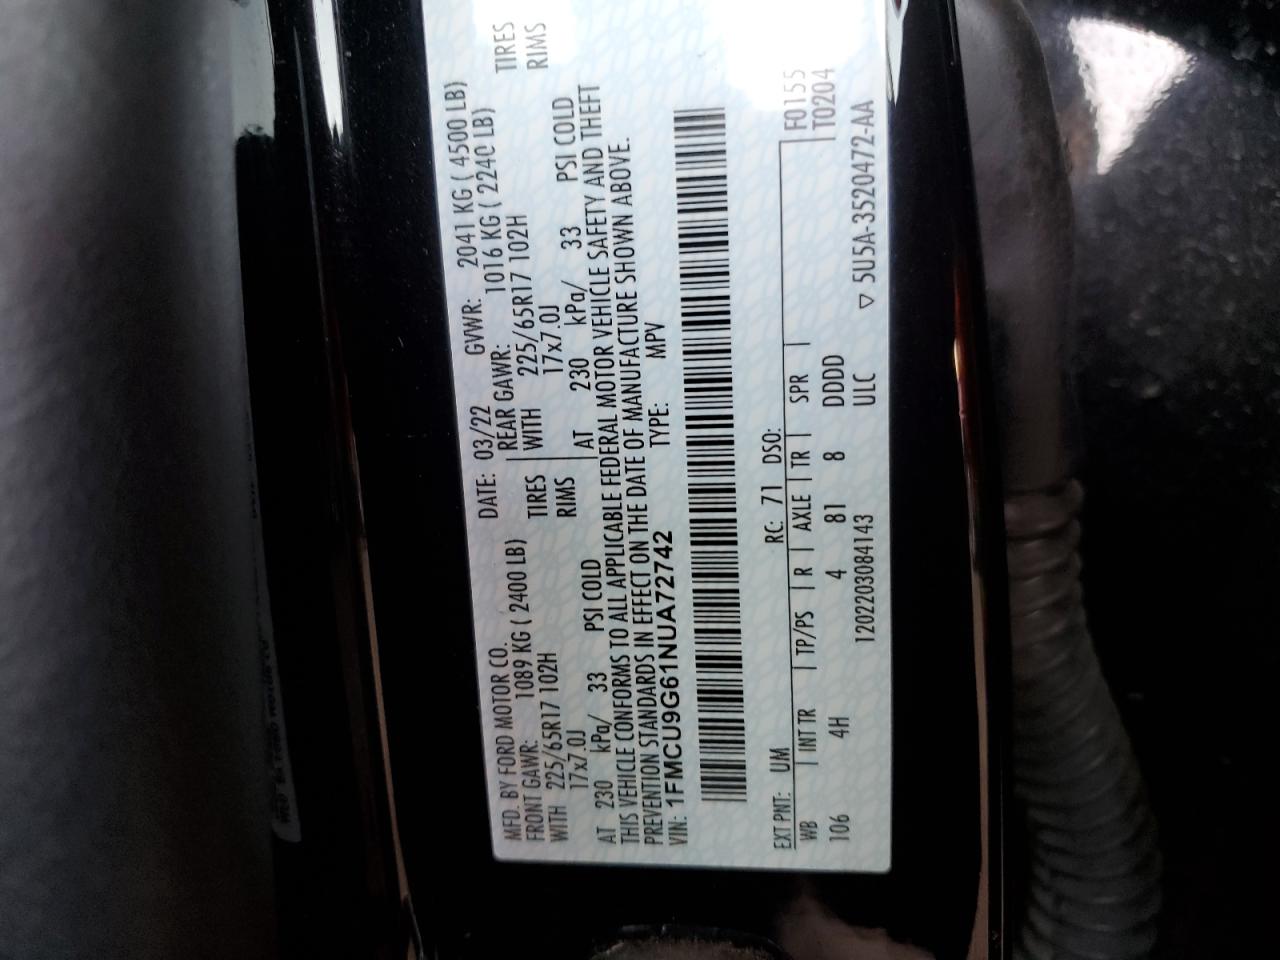 MFD. BY FORD MOTOR CO. DATE: 03/22 GVWR: 2041 KG ( 4500 LB)
FRONT GAWR: 1089 KG ( 2400 LB) REAR GAWR: 1016 KG ( 2240 LB)
WITH 225/65R17 102H TIRES WITH 225/65R17 102H TIRES
17x7.0J RIMS 17x7.0J RIMS
AT 230 kPa/ 33 PSI COLD AT 230 kPa/ 33 PSI COLD
THIS VEHICLE CONFORMS TO ALL APPLICABLE FEDERAL MOTOR VEHICLE SAFETY AND THEFT
PREVENTION STANDARDS IN EFFECT ON THE DATE OF MANUFACTURE SHOWN ABOVE.
VIN: 1FMCU9G61NUA72742 TYPE: MPV
EXT PNT: UM RC: 71 DSO: F0155
WB | INT TR | TP/PS | R | AXLE | TR | SPR | T0204
106 4H 4 81 8 DDDD
1202203084143 ULC ▽ 5U5A-3520472-AA